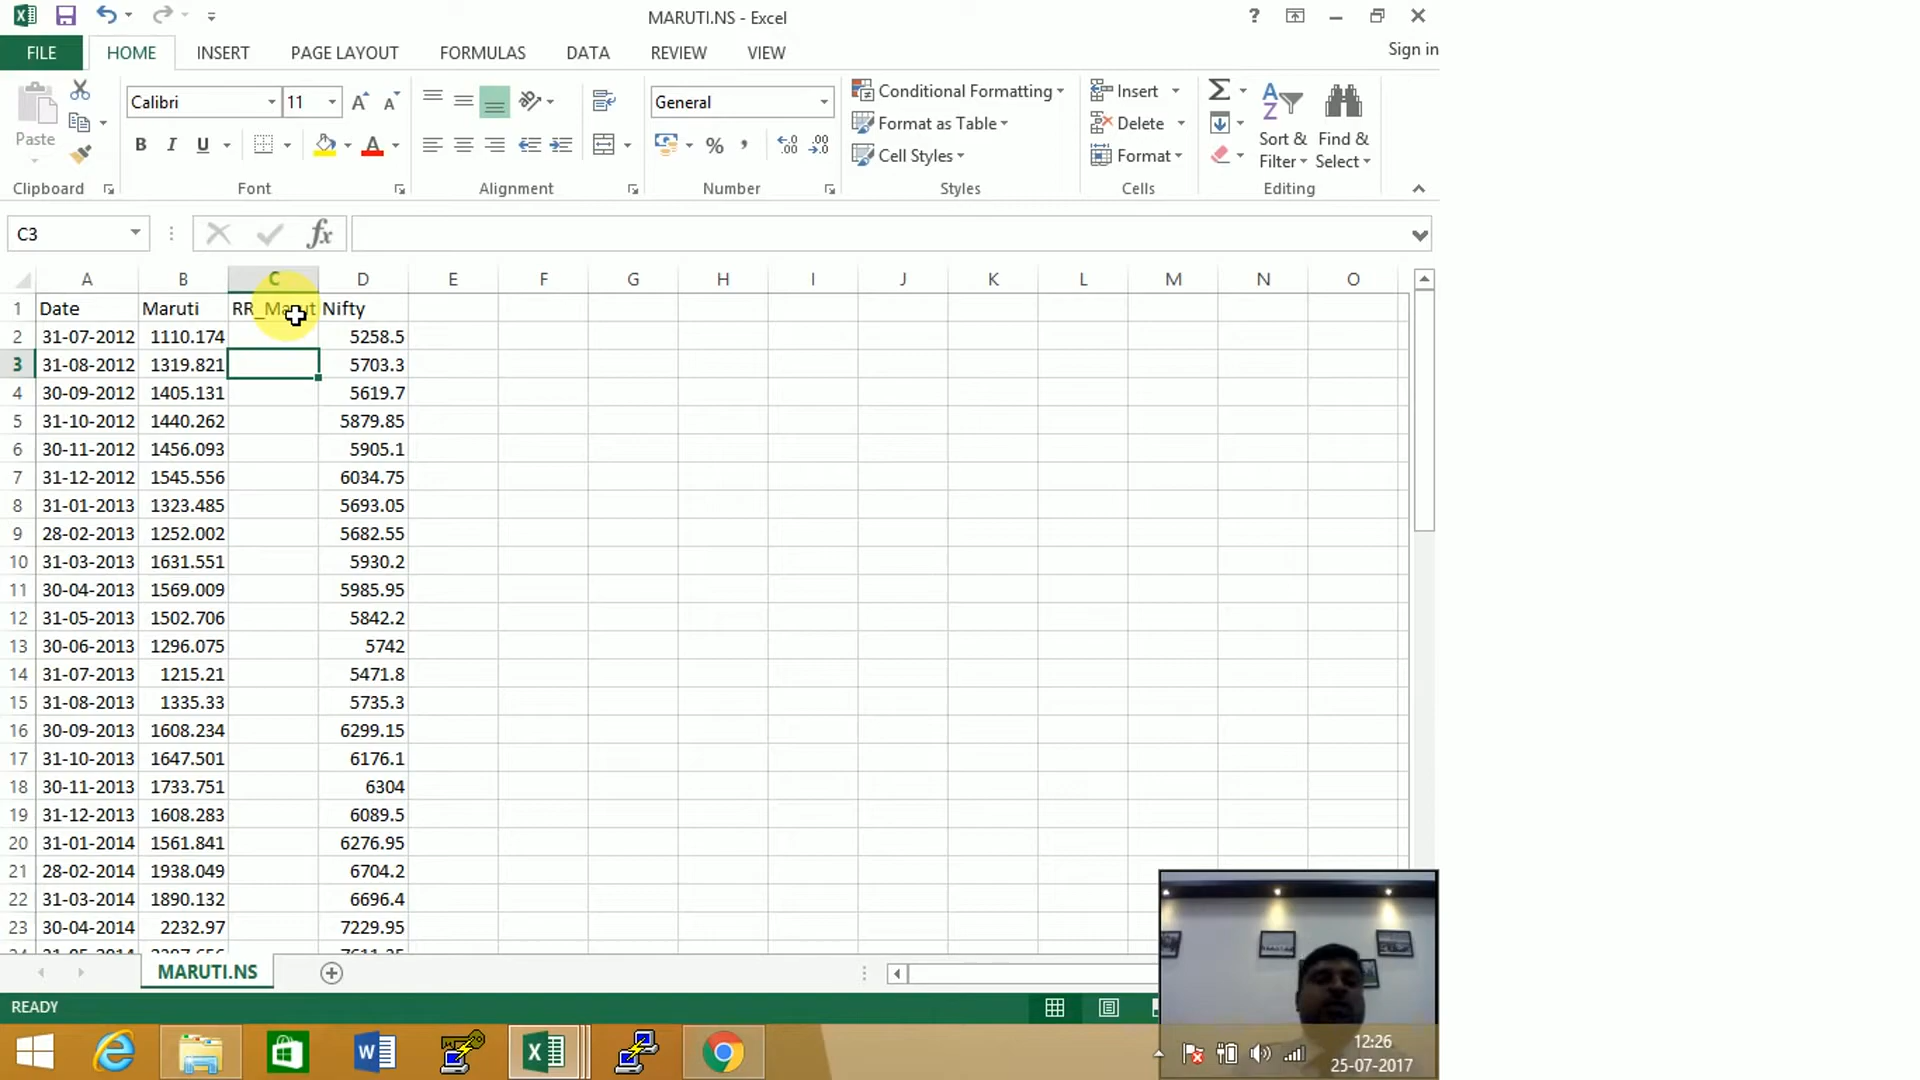 MARUTI.NS - Excel
?
FILE HOME INSERT PAGE LAYOUT FORMULAS DATA REVIEW VIEW Sign in
Paste Calibri 11 General Conditional Formatting Insert Sort & Find &
B I U % , Format as Table Delete Filter Select
Cell Styles Format
Clipboard Font Alignment Number Styles Cells Editing
C3 fx
A B C D E F G H I J K L M N O
1 Date Maruti RR_Marut Nifty
2 31-07-2012 1110.174 5258.5
3 31-08-2012 1319.821 5703.3
4 30-09-2012 1405.131 5619.7
5 31-10-2012 1440.262 5879.85
6 30-11-2012 1456.093 5905.1
7 31-12-2012 1545.556 6034.75
8 31-01-2013 1323.485 5693.05
9 28-02-2013 1252.002 5682.55
10 31-03-2013 1631.551 5930.2
11 30-04-2013 1569.009 5985.95
12 31-05-2013 1502.706 5842.2
13 30-06-2013 1296.075 5742
14 31-07-2013 1215.21 5471.8
15 31-08-2013 1335.33 5735.3
16 30-09-2013 1608.234 6299.15
17 31-10-2013 1647.501 6176.1
18 30-11-2013 1733.751 6304
19 31-12-2013 1608.283 6089.5
20 31-01-2014 1561.841 6276.95
21 28-02-2014 1938.049 6704.2
22 31-03-2014 1890.132 6696.4
23 30-04-2014 2232.97 7229.95
MARUTI.NS
READY
12:26
25-07-2017